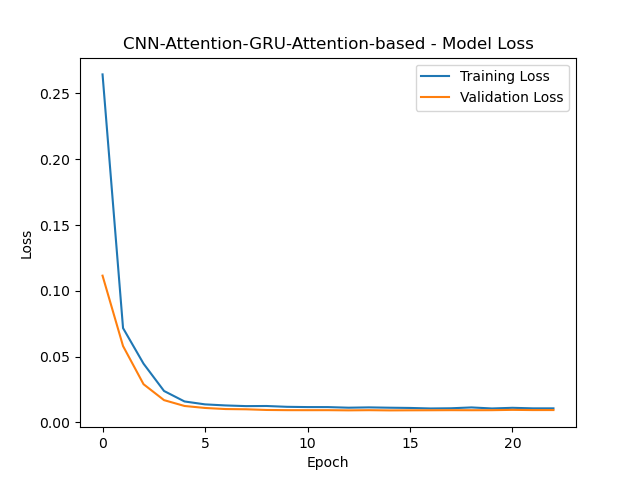 CNN-Attention-GRU-Attention-based - Model Loss
Training Loss
Validation Loss
0.25
0.20
0.15
0.10
0.05
0.00
Loss
0 5 10 15 20
Epoch